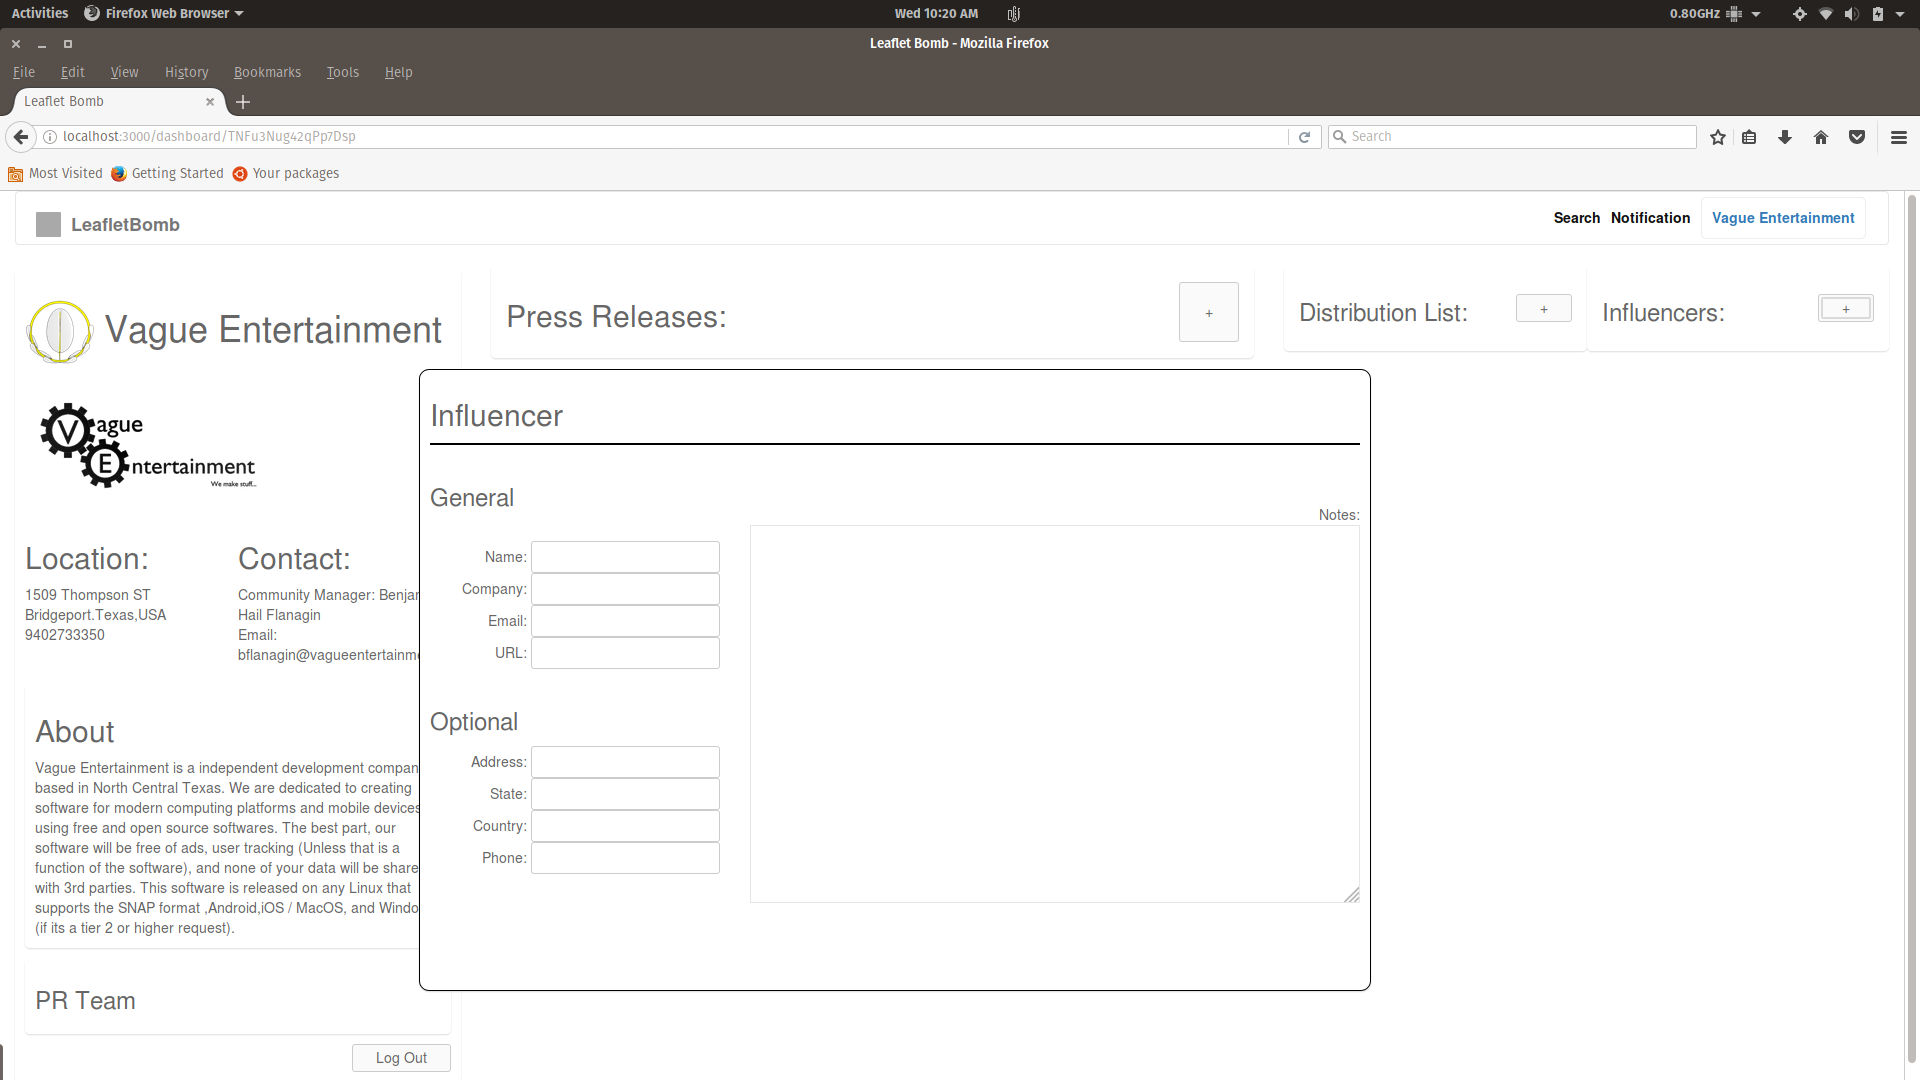 Activities Firefox Web Browser Wed 10:20 AM 0.80GHz
Leaflet Bomb - Mozilla Firefox
File Edit View History Bookmarks Tools Help
Leaflet Bomb
localhost:3000/dashboard/TNFu3Nug42qPp7Dsp Search
Most Visited Getting Started Your packages
LeafletBomb Search Notification Vague Entertainment
Vague Entertainment
Press Releases: +
Distribution List: +
Influencers: +
Vague
Entertainment
We make stuff...
Location:
1509 Thompson ST
Bridgeport.Texas,USA
9402733350
Contact:
Community Manager: Benjar
Hail Flanagin
Email:
bflanagin@vagueentertainme
About
Vague Entertainment is a independent development compan
based in North Central Texas. We are dedicated to creating
software for modern computing platforms and mobile devices
using free and open source softwares. The best part, our
software will be free of ads, user tracking (Unless that is a
function of the software), and none of your data will be share
with 3rd parties. This software is released on any Linux that
supports the SNAP format ,Android,iOS / MacOS, and Windo
(if its a tier 2 or higher request).
PR Team
Log Out
Influencer
General
Name:
Company:
Email:
URL:
Optional
Address:
State:
Country:
Phone:
Notes: